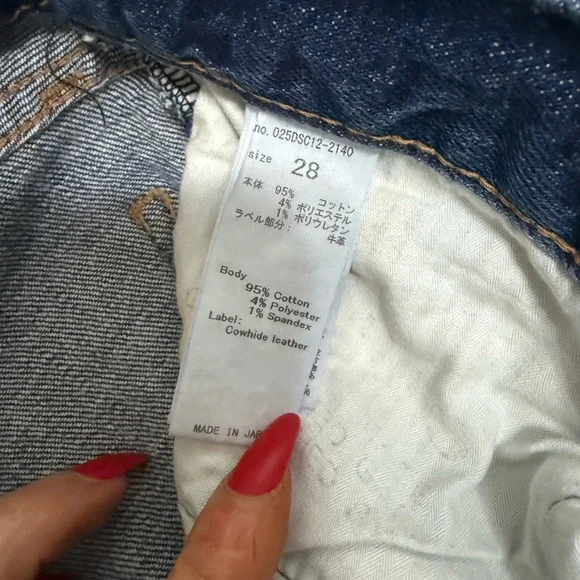 no. 025DSC12-2140
size 28
本体 95% コットン
4% ポリエステル
1% ポリウレタン
ラベル部分: 牛革
Body
95% Cotton
4% Polyester
1% Spandex
Label:
Cowhide leather
MADE IN